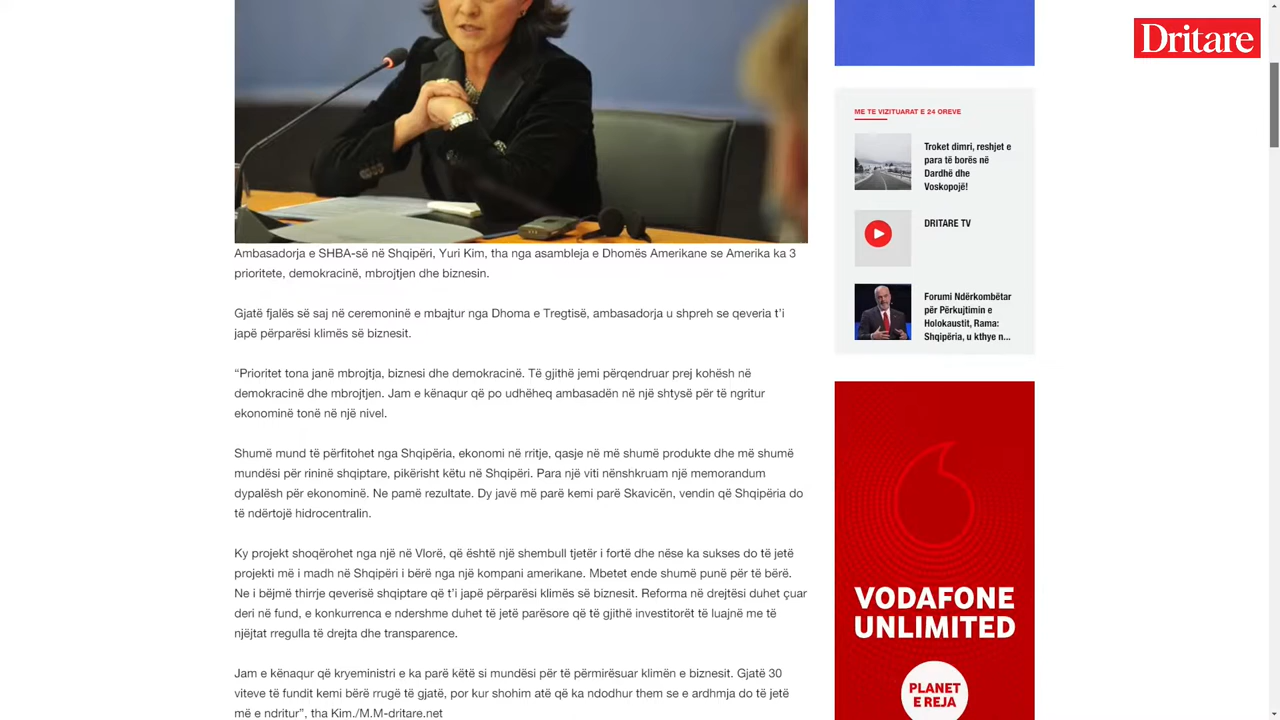 Dritare
Ambasadorja e SHBA-së në Shqipëri, Yuri Kim, tha nga asambleja e Dhomës Amerikane se Amerika ka 3
prioritete, demokracinë, mbrojtjen dhe biznesin.
Gjatë fjalës së saj në ceremoninë e mbajtur nga Dhoma e Tregtisë, ambasadorja u shpreh se qeveria t’i
japë përparësi klimës së biznesit.
“Prioritet tona janë mbrojtja, biznesi dhe demokracinë. Të gjithë jemi përqendruar prej kohësh në
demokracinë dhe mbrojtjen. Jam e kënaqur që po udhëheq ambasadën në një shtysë për të ngritur
ekonominë tonë në një nivel.
Shumë mund të përfitohet nga Shqipëria, ekonomi në rritje, qasje në më shumë produkte dhe më shumë
mundësi për rininë shqiptare, pikërisht këtu në Shqipëri. Para një viti nënshkruam një memorandum
dypalësh për ekonominë. Ne pamë rezultate. Dy javë më parë kemi parë Skavicën, vendin që Shqipëria do
të ndërtojë hidrocentralin.
Ky projekt shoqërohet nga një në Vlorë, që është një shembull tjetër i fortë dhe nëse ka sukses do të jetë
projekti më i madh në Shqipëri i bërë nga një kompani amerikane. Mbetet ende shumë punë për të bërë.
Ne i bëjmë thirrje qeverisë shqiptare që t’i japë përparësi klimës së biznesit. Reforma në drejtësi duhet çuar
deri në fund, e konkurrenca e ndershme duhet të jetë parësore që të gjithë investitorët të luajnë me të
njëjtat rregulla të drejta dhe transparence.
Jam e kënaqur që kryeministri e ka parë këtë si mundësi për të përmirësuar klimën e biznesit. Gjatë 30
viteve të fundit kemi bërë rrugë të gjatë, por kur shohim atë që ka ndodhur them se e ardhmja do të jetë
më e ndritur”, tha Kim./M.M-dritare.net
ME TE VIZITUARAT E 24 OREVE
Troket dimri, reshjet e
para të borës në
Dardhë dhe
Voskopojë!
DRITARE TV
Forumi Ndërkombëtar
për Përkujtimin e
Holokaustit, Rama:
Shqipëria, u kthye n...
VODAFONE
UNLIMITED
PLANET
E REJA